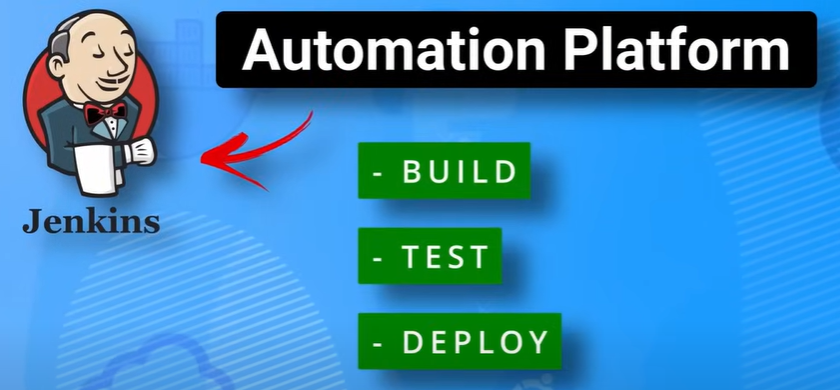 Automation Platform
Jenkins
- BUILD
- TEST
- DEPLOY